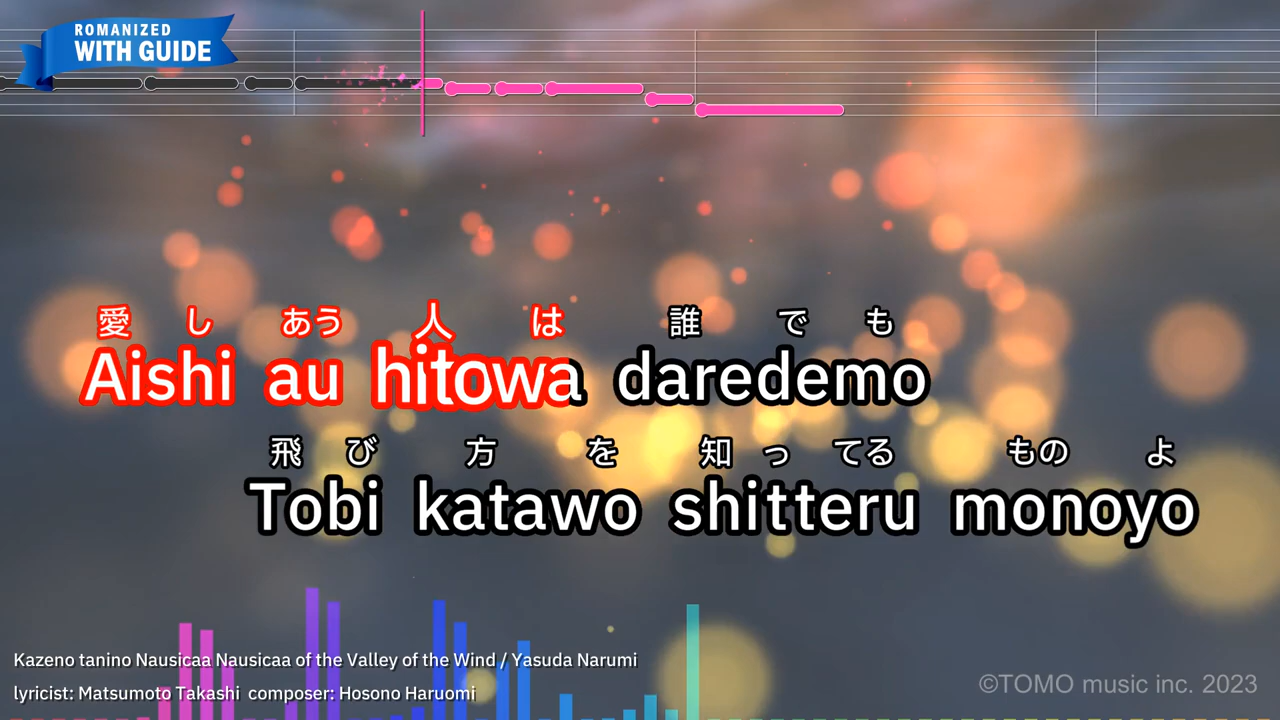 ROMANIZED
WITH GUIDE
愛 し あう 人 は 誰 で も
Aishi au hitowa daredemo
飛 び 方 を 知 っ てる もの よ
Tobi katawo shitteru monoyo
Kazeno tanino Nausicaa Nausicaa of the Valley of the Wind / Yasuda Narumi
lyricist: Matsumoto Takashi composer: Hosono Haruomi
©TOMO music inc. 2023